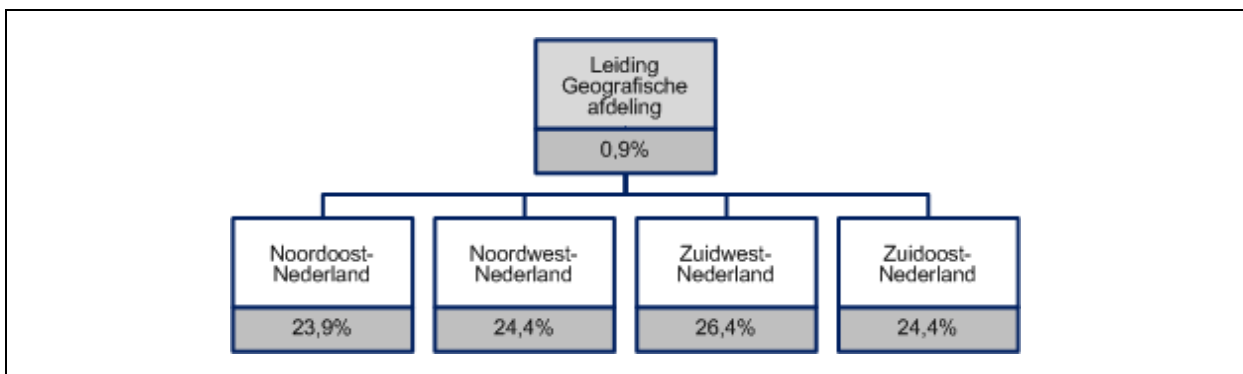 Leiding
Geografische
afdeling
0,9%
Noordoost-
Nederland
23,9%
Noordwest-
Nederland
24,4%
Zuidwest-
Nederland
26,4%
Zuidoost-
Nederland
24,4%